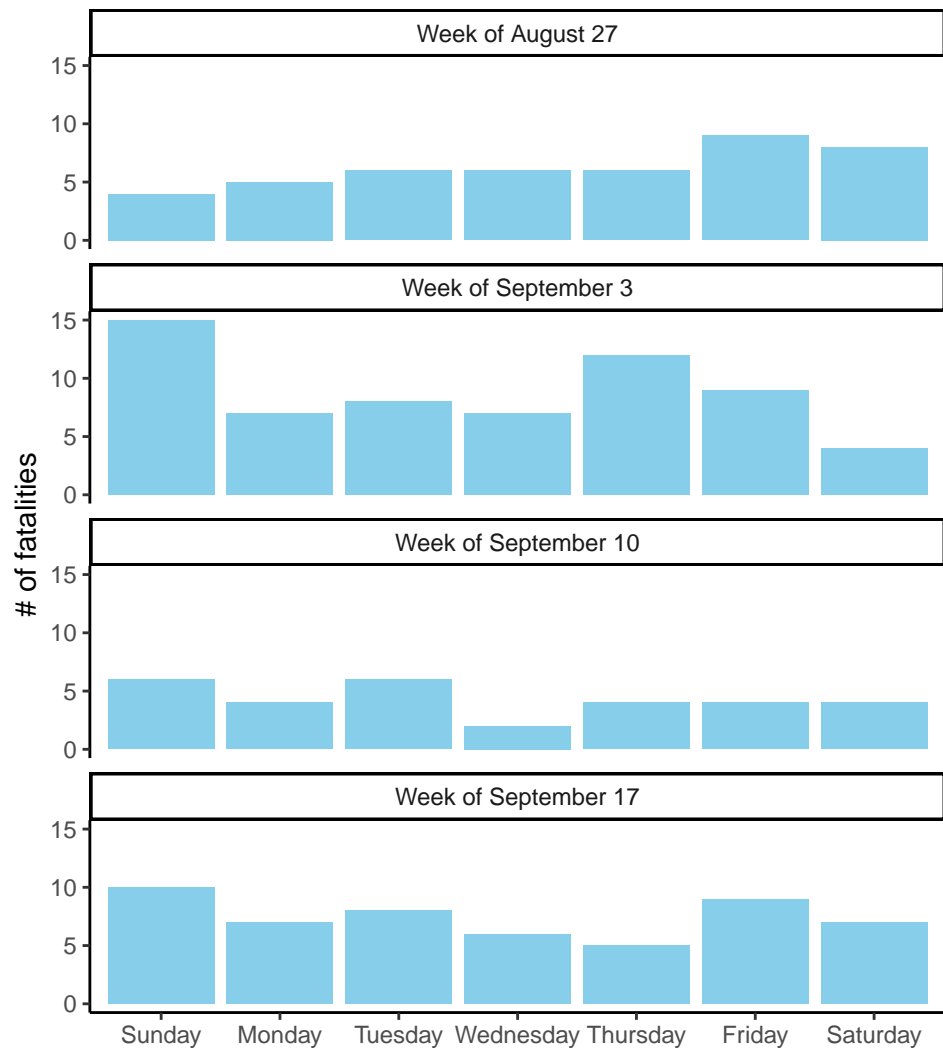 Week of August 27
15
10
5
0
Week of September 3
15
10
5
0
Week of September 10
15
10
5
0
Week of September 17
15
10
5
0
Sunday Monday Tuesday Wednesday Thursday Friday Saturday
# of fatalities